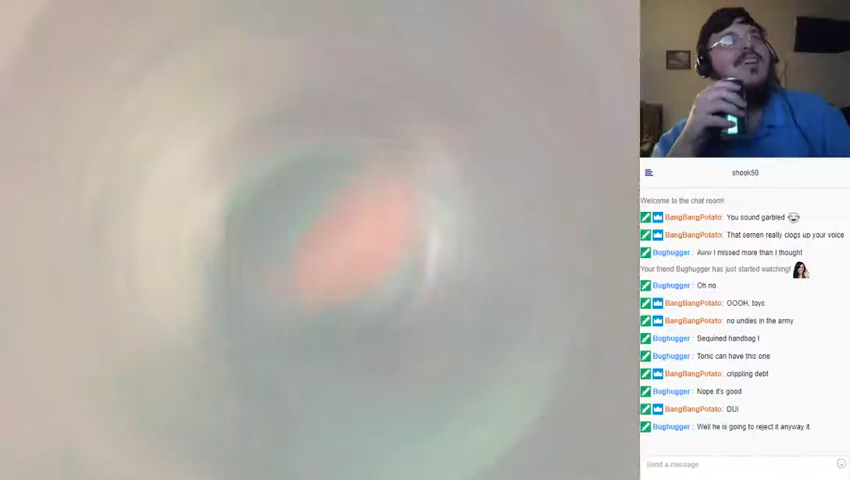 shook50
Welcome to the chat room!
BangBangPotato: You sound garbled
BangBangPotato: That semen really clogs up your voice
Bughugger : Aww I missed more than I thought
Your friend Bughugger has just started watching!
Bughugger : Oh no
BangBangPotato: OOOH, toys
BangBangPotato: no undies in the army
Bughugger : Sequined handbag !
Bughugger : Tonic can have this one
BangBangPotato: crippling debt
Bughugger : Nope it's good
BangBangPotato: DUI
Bughugger : Well he is going to reject it anyway it.
Send a message